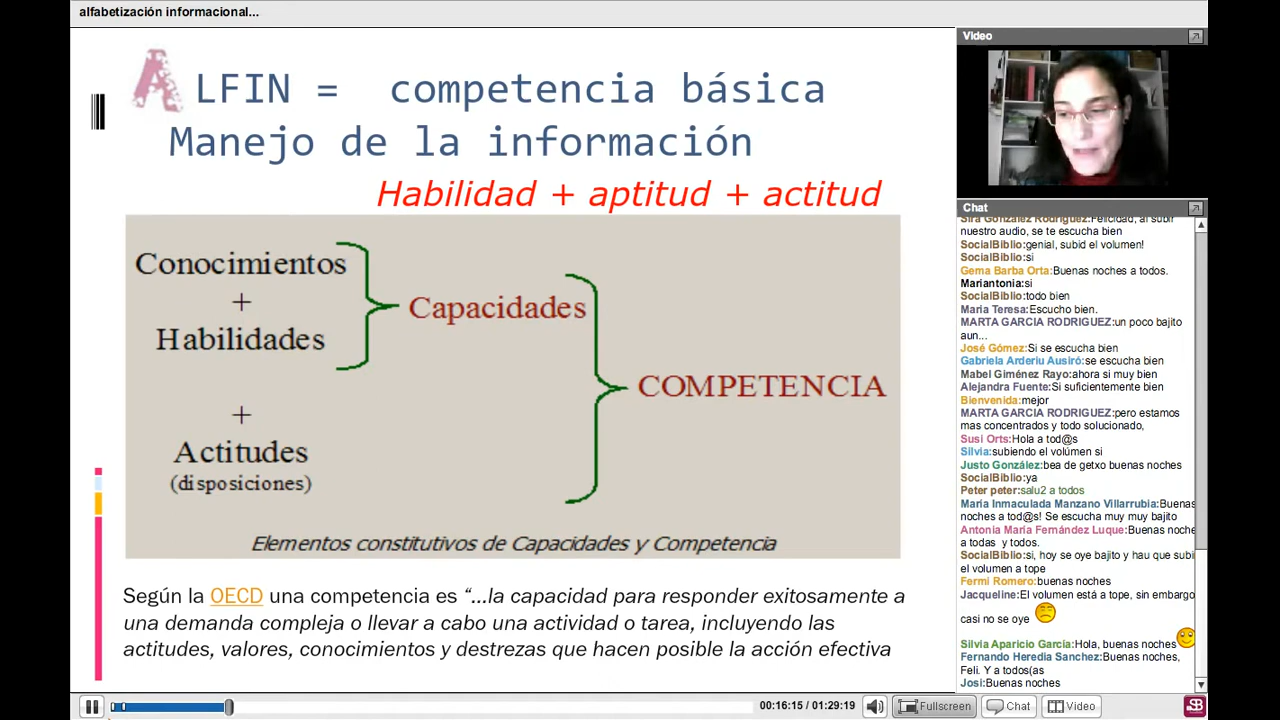 alfabetización informacional...
ALFIN = competencia básica
Manejo de la información
Habilidad + aptitud + actitud
Conocimientos
+
Habilidades
Capacidades
COMPETENCIA
+
Actitudes
(disposiciones)
Elementos constitutivos de Capacidades y Competencia
Según la OECD una competencia es “...la capacidad para responder exitosamente a
una demanda compleja o llevar a cabo una actividad o tarea, incluyendo las
actitudes, valores, conocimientos y destrezas que hacen posible la acción efectiva
Video
Chat
Sira González Rodríguez:Felicidad, al subir
nuestro audio, se te escucha bien
SocialBiblio:genial, subid el volumen!
SocialBiblio:si
Gema Barba Orta:Buenas noches a todos.
Mariantonia:si
SocialBiblio:todo bien
Maria Teresa:Escucho bien.
MARTA GARCIA RODRIGUEZ:un poco bajito
aun...
José Gómez:Si se escucha bien
Gabriela Arderiu Ausiró:se escucha bien
Mabel Giménez Rayo:ahora si muy bien
Alejandra Fuente:Si suficientemente bien
Bienvenida:mejor
MARTA GARCIA RODRIGUEZ:pero estamos
mas concentrados y todo solucionado,
Susi Orts:Hola a tod@s
Silvia:subiendo el volúmen si
Justo González:bea de getxo buenas noches
SocialBiblio:ya
Peter peter:salu2 a todos
María Inmaculada Manzano Villarrubia:Buenas
noches a tod@s! Se escucha muy muy bajito
Antonia María Fernández Luque:Buenas noche
a todas y todos.
SocialBiblio:si, hoy se oye bajito y hau que subi
el volumen a tope
Fermi Romero:buenas noches
Jacqueline:El volumen está a tope, sin embargo
casi no se oye
Silvia Aparicio García:Hola, buenas noches
Fernando Heredia Sanchez:Buenas noches,
Feli. Y a todos(as
Josi:Buenas noches
00:16:15 / 01:29:19
Fullscreen
Chat
Video
SB